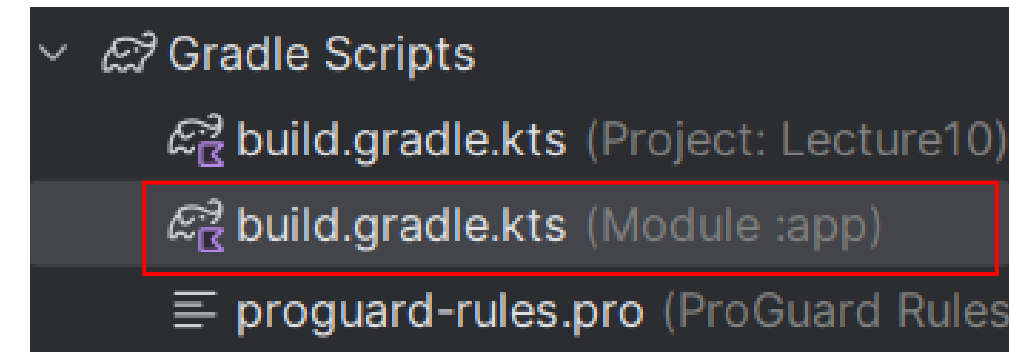 Gradle Scripts
build.gradle.kts (Project: Lecture10)
build.gradle.kts (Module :app)
proguard-rules.pro (ProGuard Rules